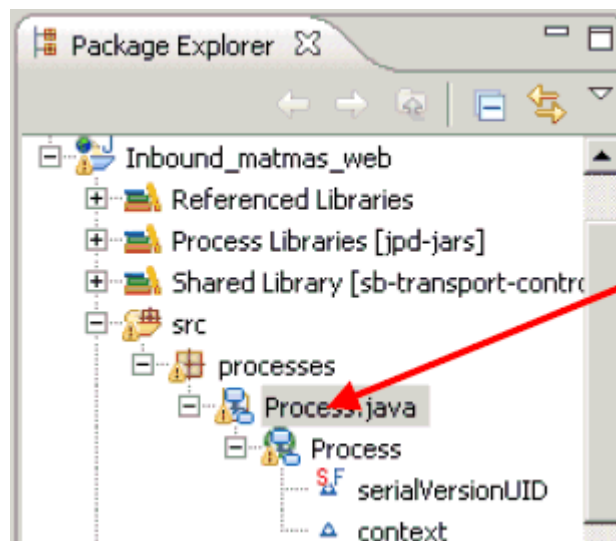 Package Explorer
Inbound_matmas_web
Referenced Libraries
Process Libraries [jpd-jars]
Shared Library [sb-transport-contro
src
processes
Process.java
Process
S F serialVersionUID
context